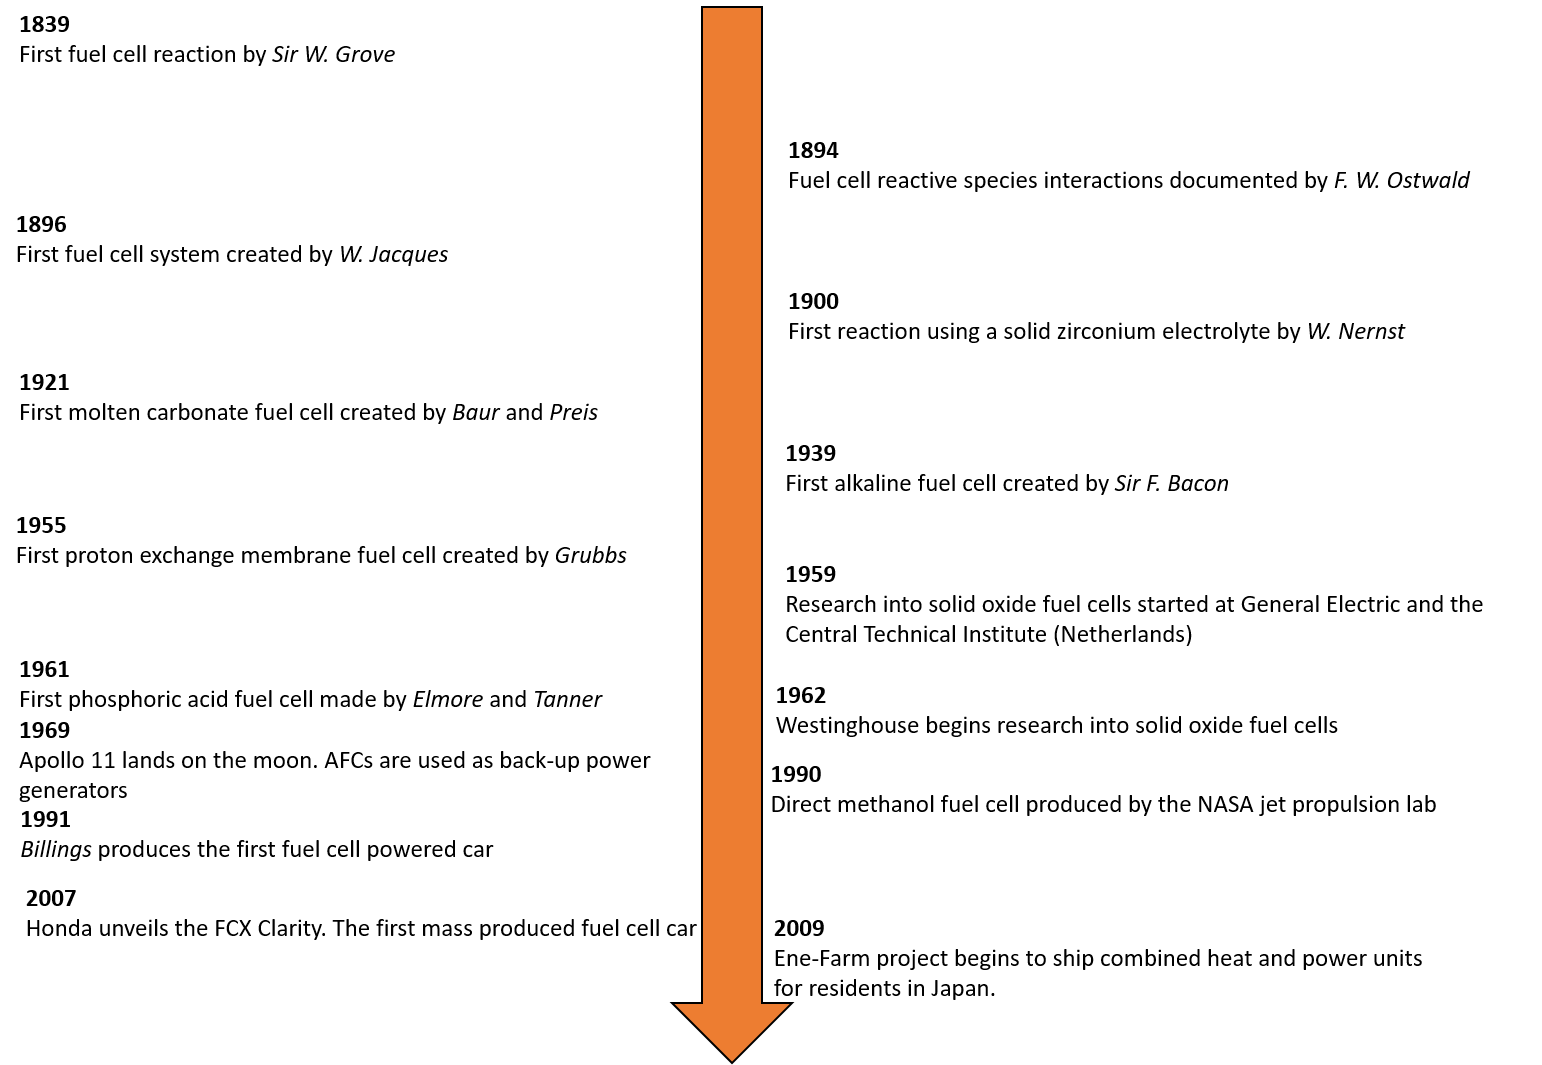 1839
First fuel cell reaction by Sir W. Grove
1894
Fuel cell reactive species interactions documented by F. W. Ostwald
1896
First fuel cell system created by W. Jacques
1900
First reaction using a solid zirconium electrolyte by W. Nernst
1921
First molten carbonate fuel cell created by Baur and Preis
1939
First alkaline fuel cell created by Sir F. Bacon
1955
First proton exchange membrane fuel cell created by Grubbs
1959
Research into solid oxide fuel cells started at General Electric and the
Central Technical Institute (Netherlands)
1961
First phosphoric acid fuel cell made by Elmore and Tanner
1962
Westinghouse begins research into solid oxide fuel cells
1969
Apollo 11 lands on the moon. AFCs are used as back-up power
generators
1990
Direct methanol fuel cell produced by the NASA jet propulsion lab
1991
Billings produces the first fuel cell powered car
2007
Honda unveils the FCX Clarity. The first mass produced fuel cell car
2009
Ene-Farm project begins to ship combined heat and power units
for residents in Japan.